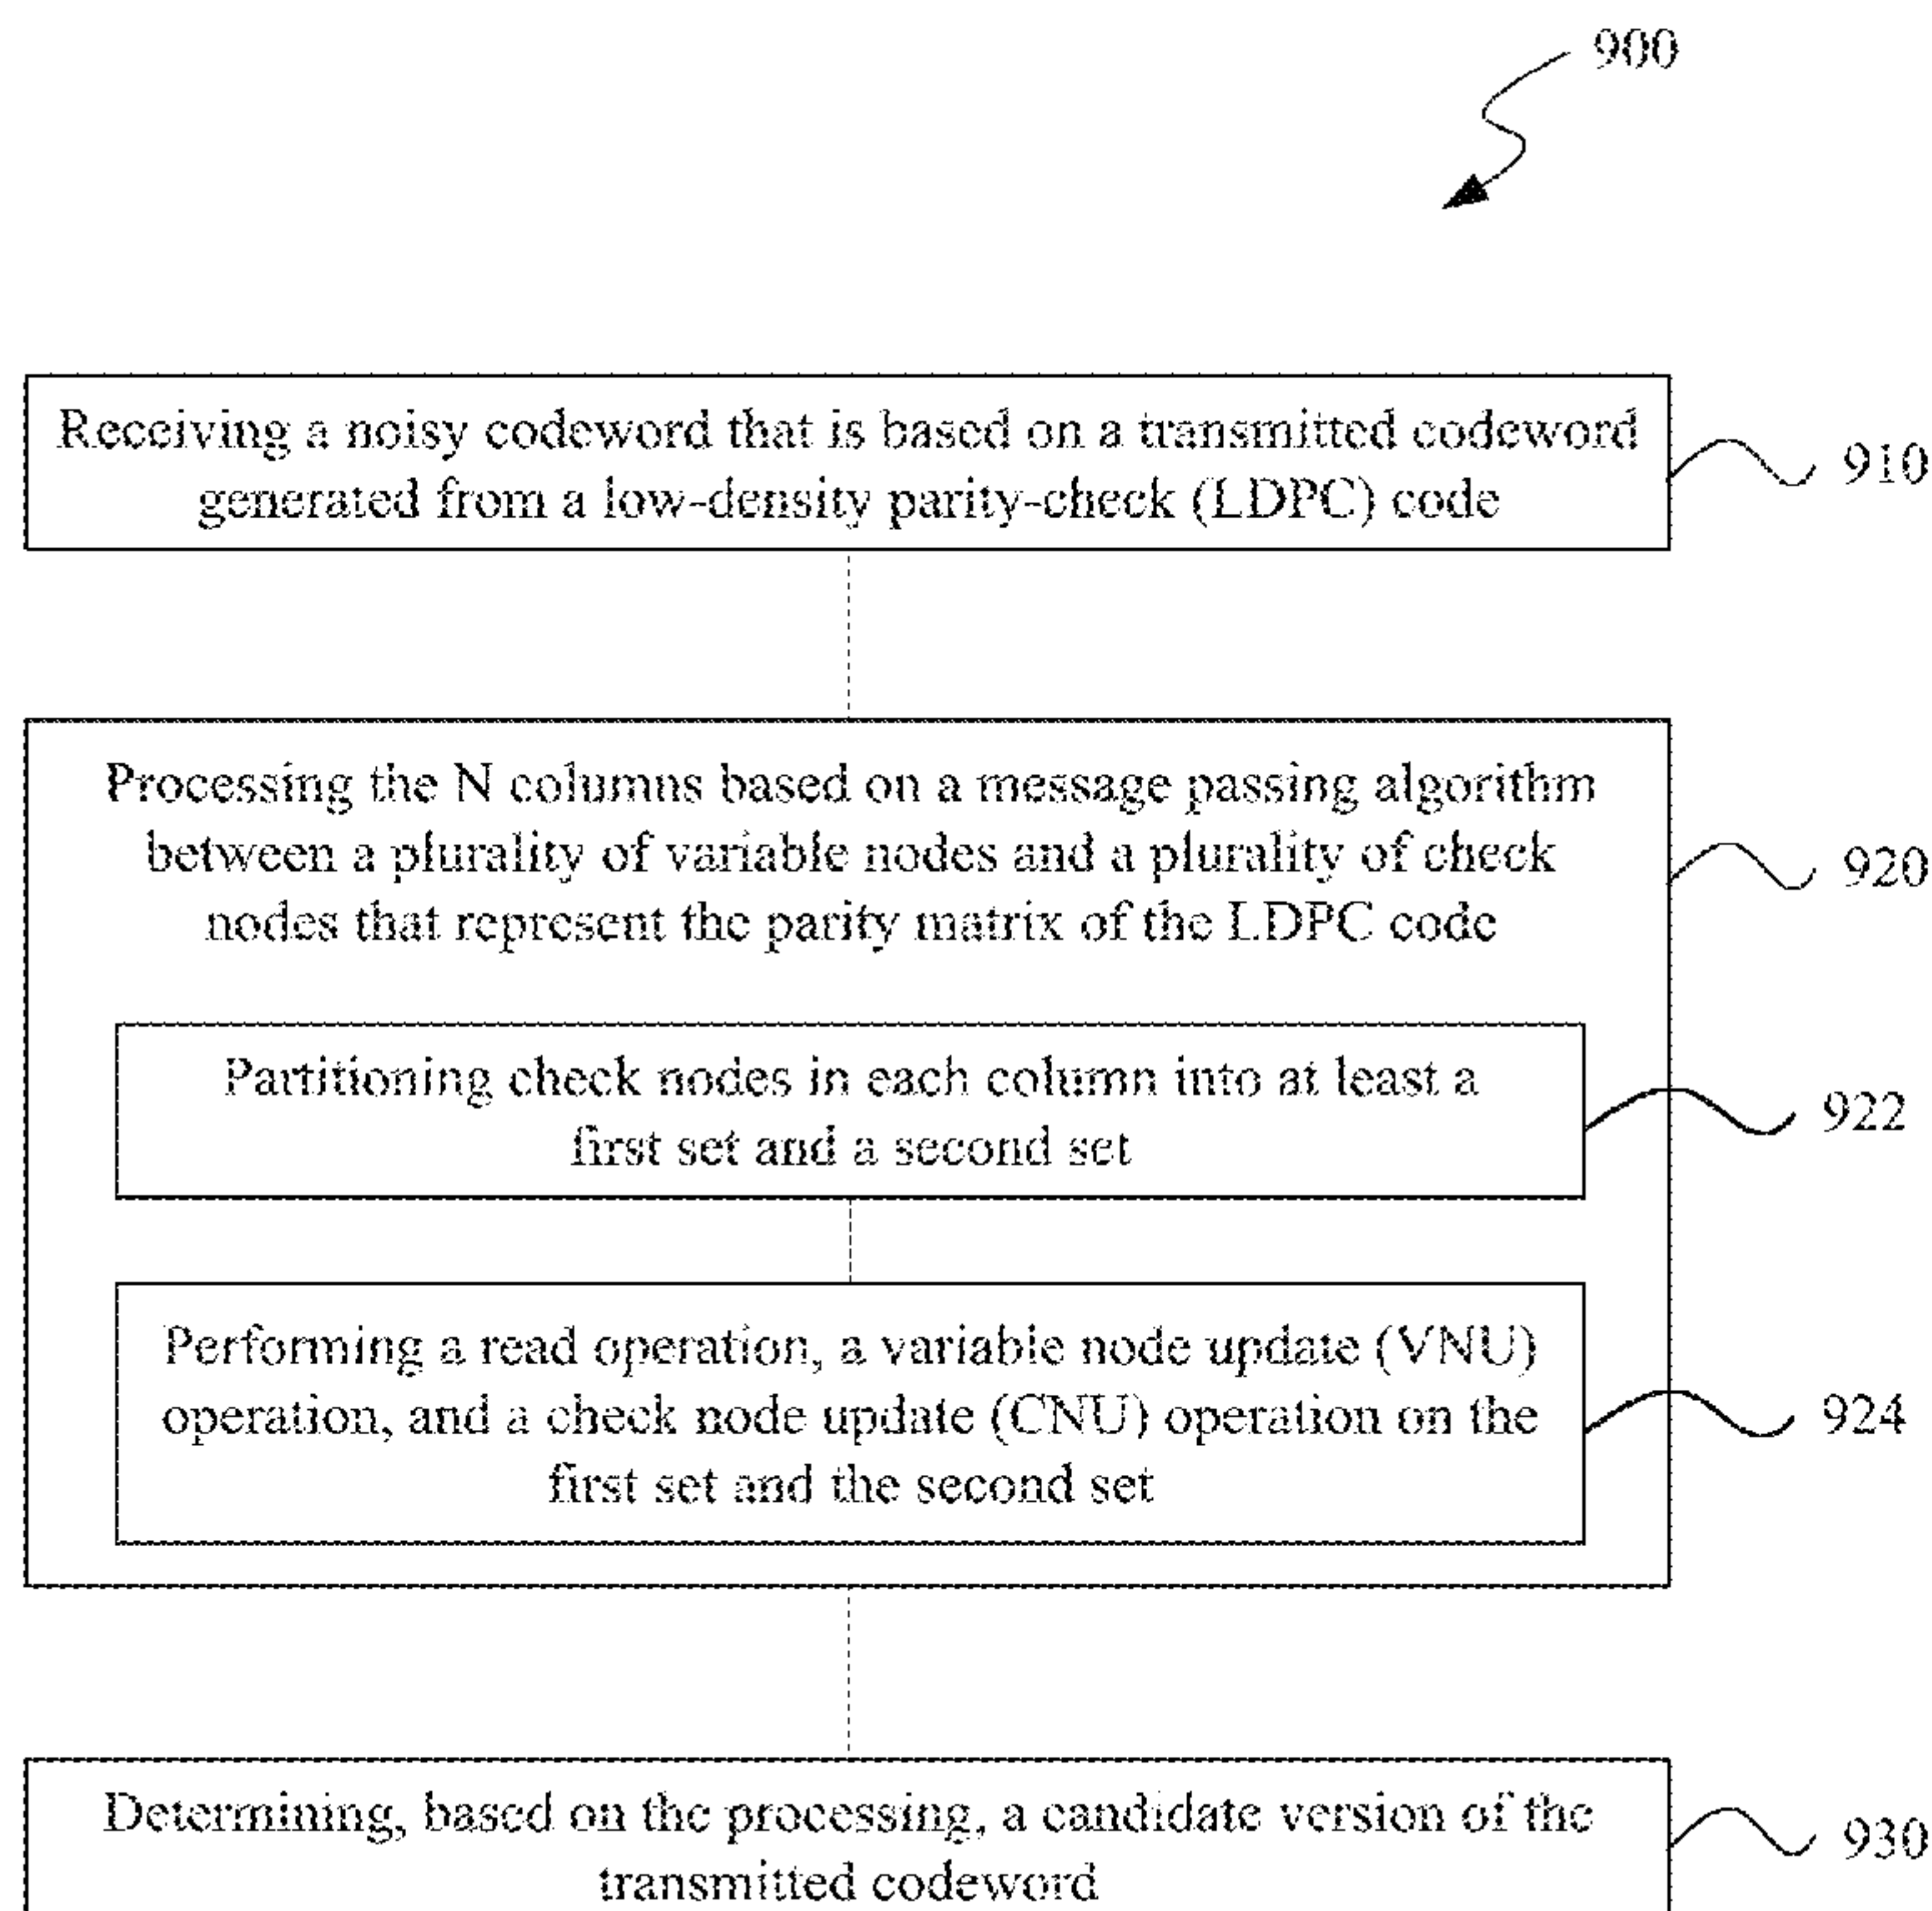 900
Receiving a noisy codeword that is based on a transmitted codeword
generated from a low-density parity-check (LDPC) code
910
Processing the N columns based on a message passing algorithm
between a plurality of variable nodes and a plurality of check
nodes that represent the parity matrix of the LDPC code
920
Partitioning check nodes in each column into at least a
first set and a second set
922
Performing a read operation, a variable node update (VNU)
operation, and a check node update (CNU) operation on the
first set and the second set
924
Determining, based on the processing, a candidate version of the
transmitted codeword
930